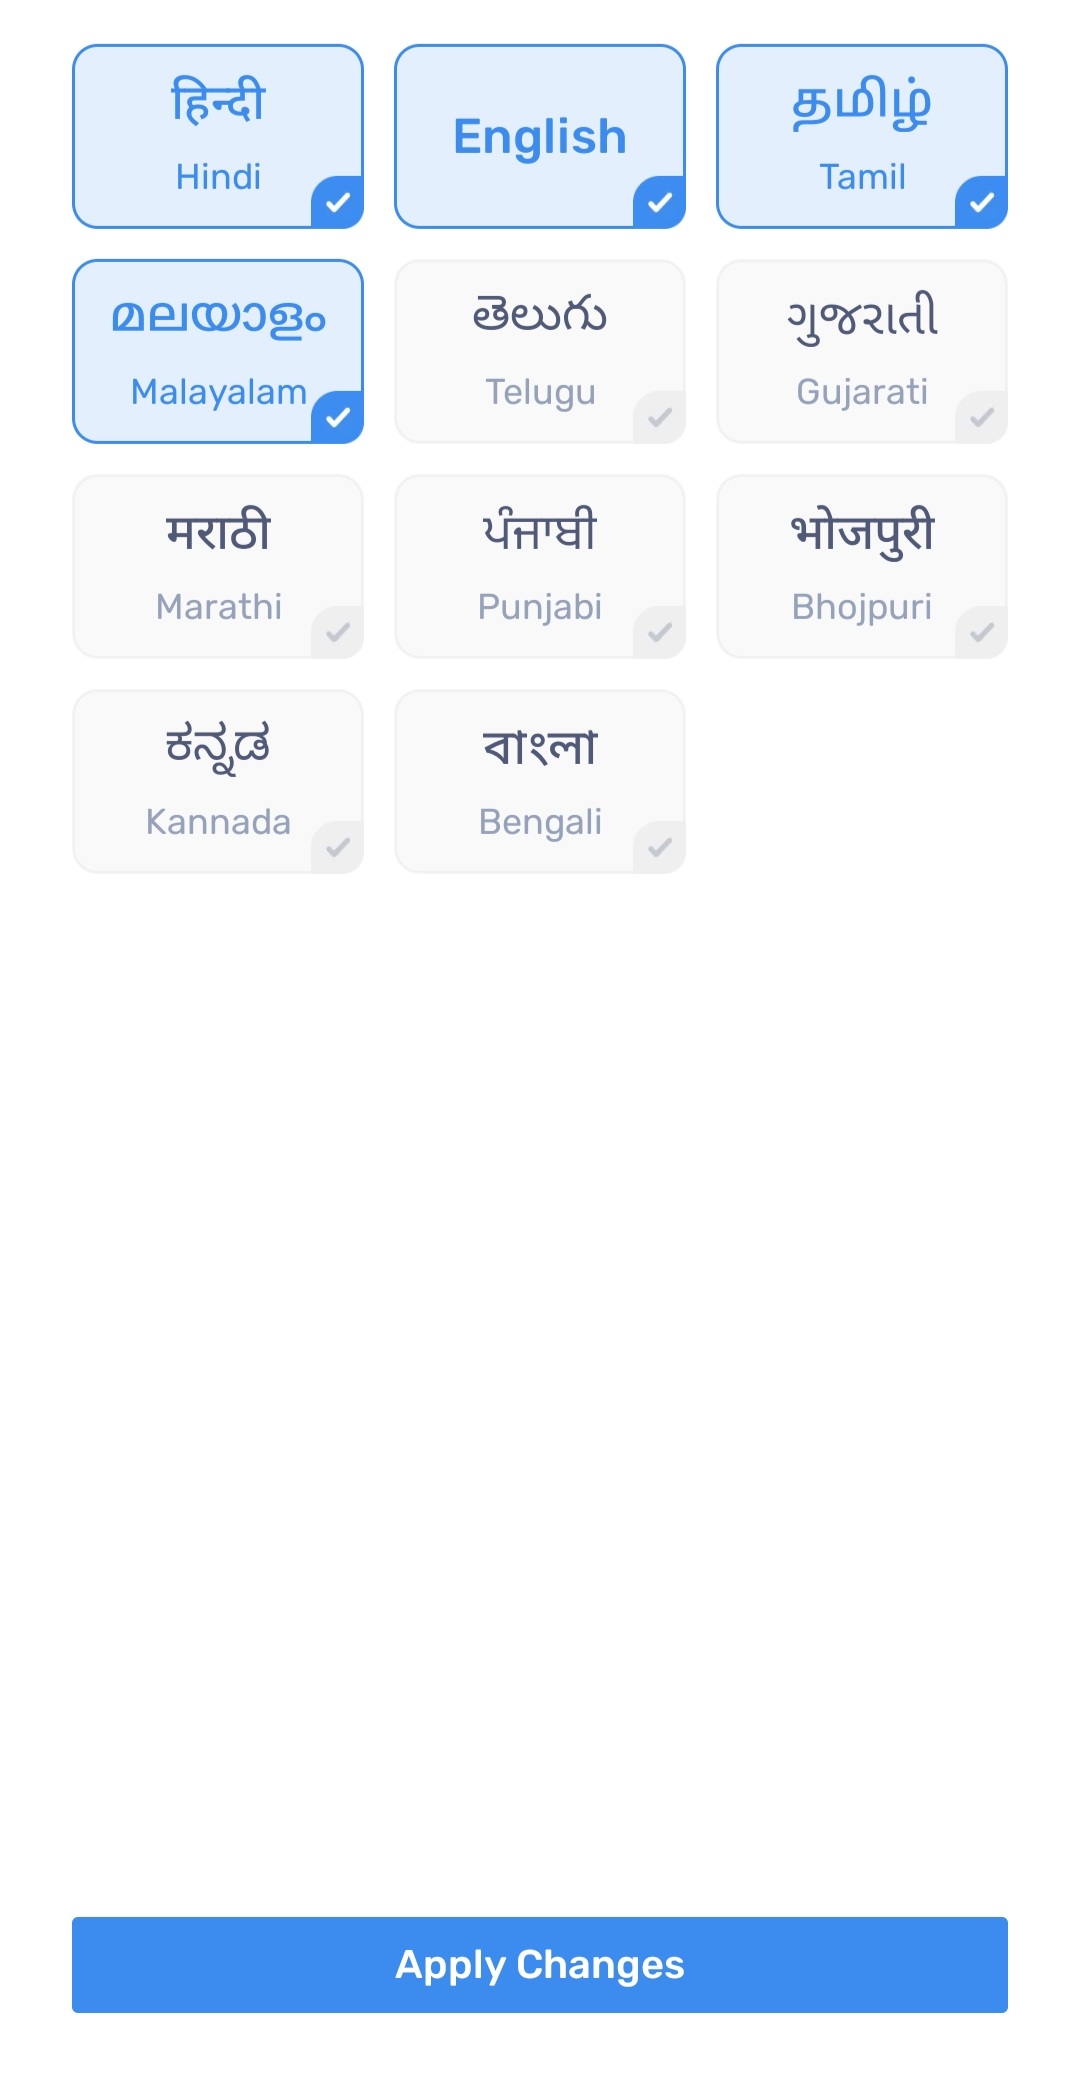 हिन्दी
Hindi
English
தமிழ்
Tamil
മലയാളം
Malayalam
తెలుగు
Telugu
ગુજરાતી
Gujarati
मराठी
Marathi
ਪੰਜਾਬੀ
Punjabi
भोजपुरी
Bhojpuri
ಕನ್ನಡ
Kannada
বাংলা
Bengali
Apply Changes